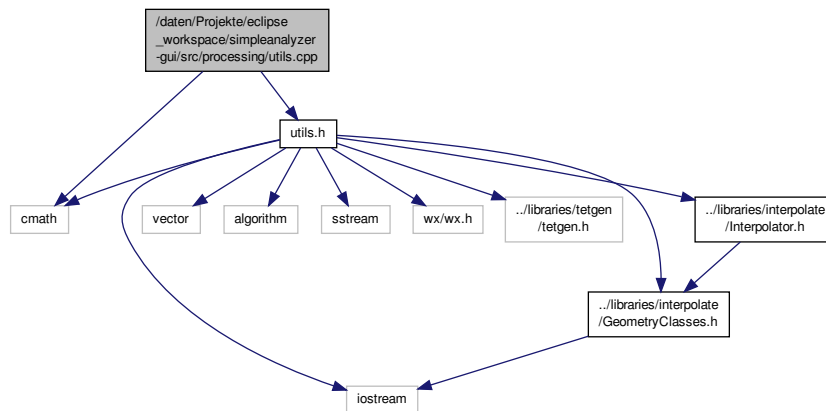 /daten/Projekte/eclipse
_workspace/simpleanalyzer
-gui/src/processing/utils.cpp
utils.h
cmath
vector
algorithm
sstream
wx/wx.h
../libraries/tetgen
/tetgen.h
../libraries/interpolate
/Interpolator.h
../libraries/interpolate
/GeometryClasses.h
iostream